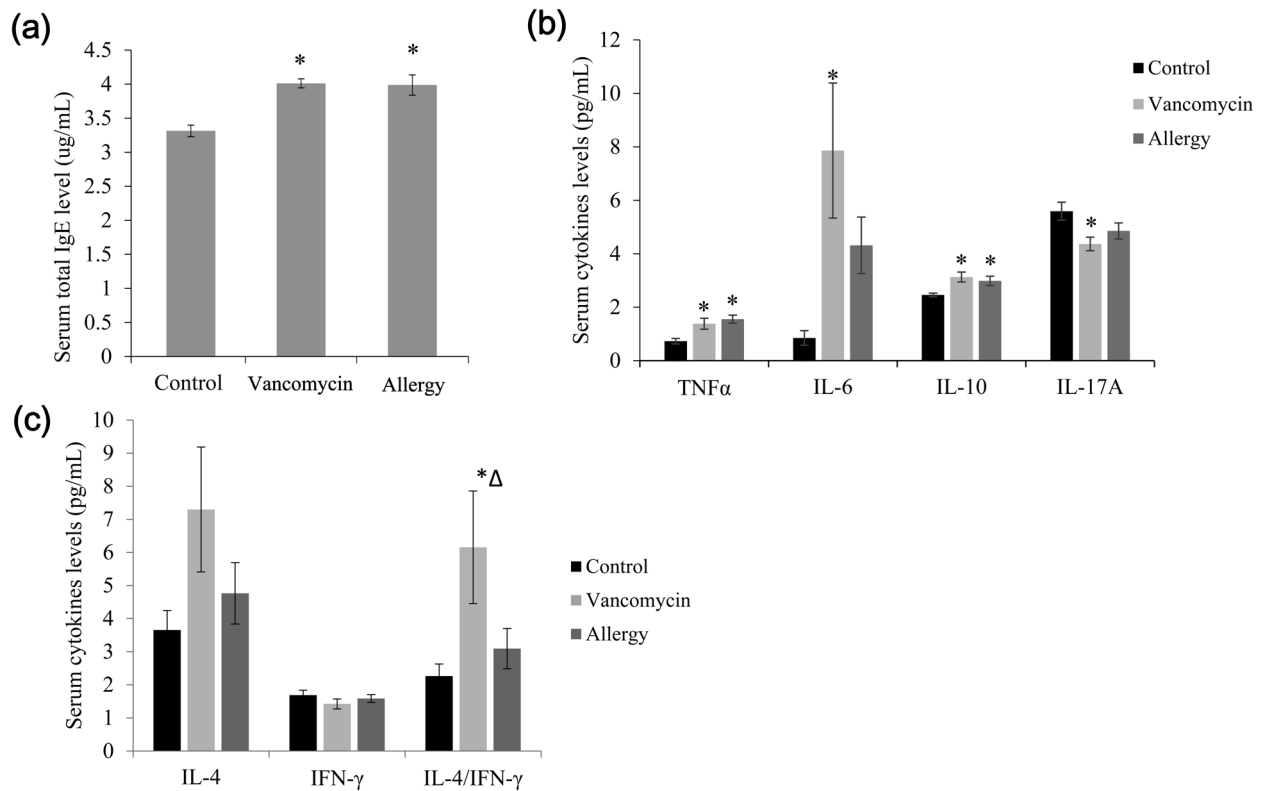 (a)
Serum total IgE level (ug/mL)
4.5
4
3.5
3
2.5
2
1.5
1
0.5
0
* *
Control Vancomycin Allergy
(b)
Serum cytokines levels (pg/mL)
12
10
8
6
4
2
0
* * * * * *
TNFα IL-6 IL-10 IL-17A
Control
Vancomycin
Allergy
(c)
Serum cytokines levels (pg/mL)
10
9
8
7
6
5
4
3
2
1
0
*Δ
IL-4 IFN-γ IL-4/IFN-γ
Control
Vancomycin
Allergy